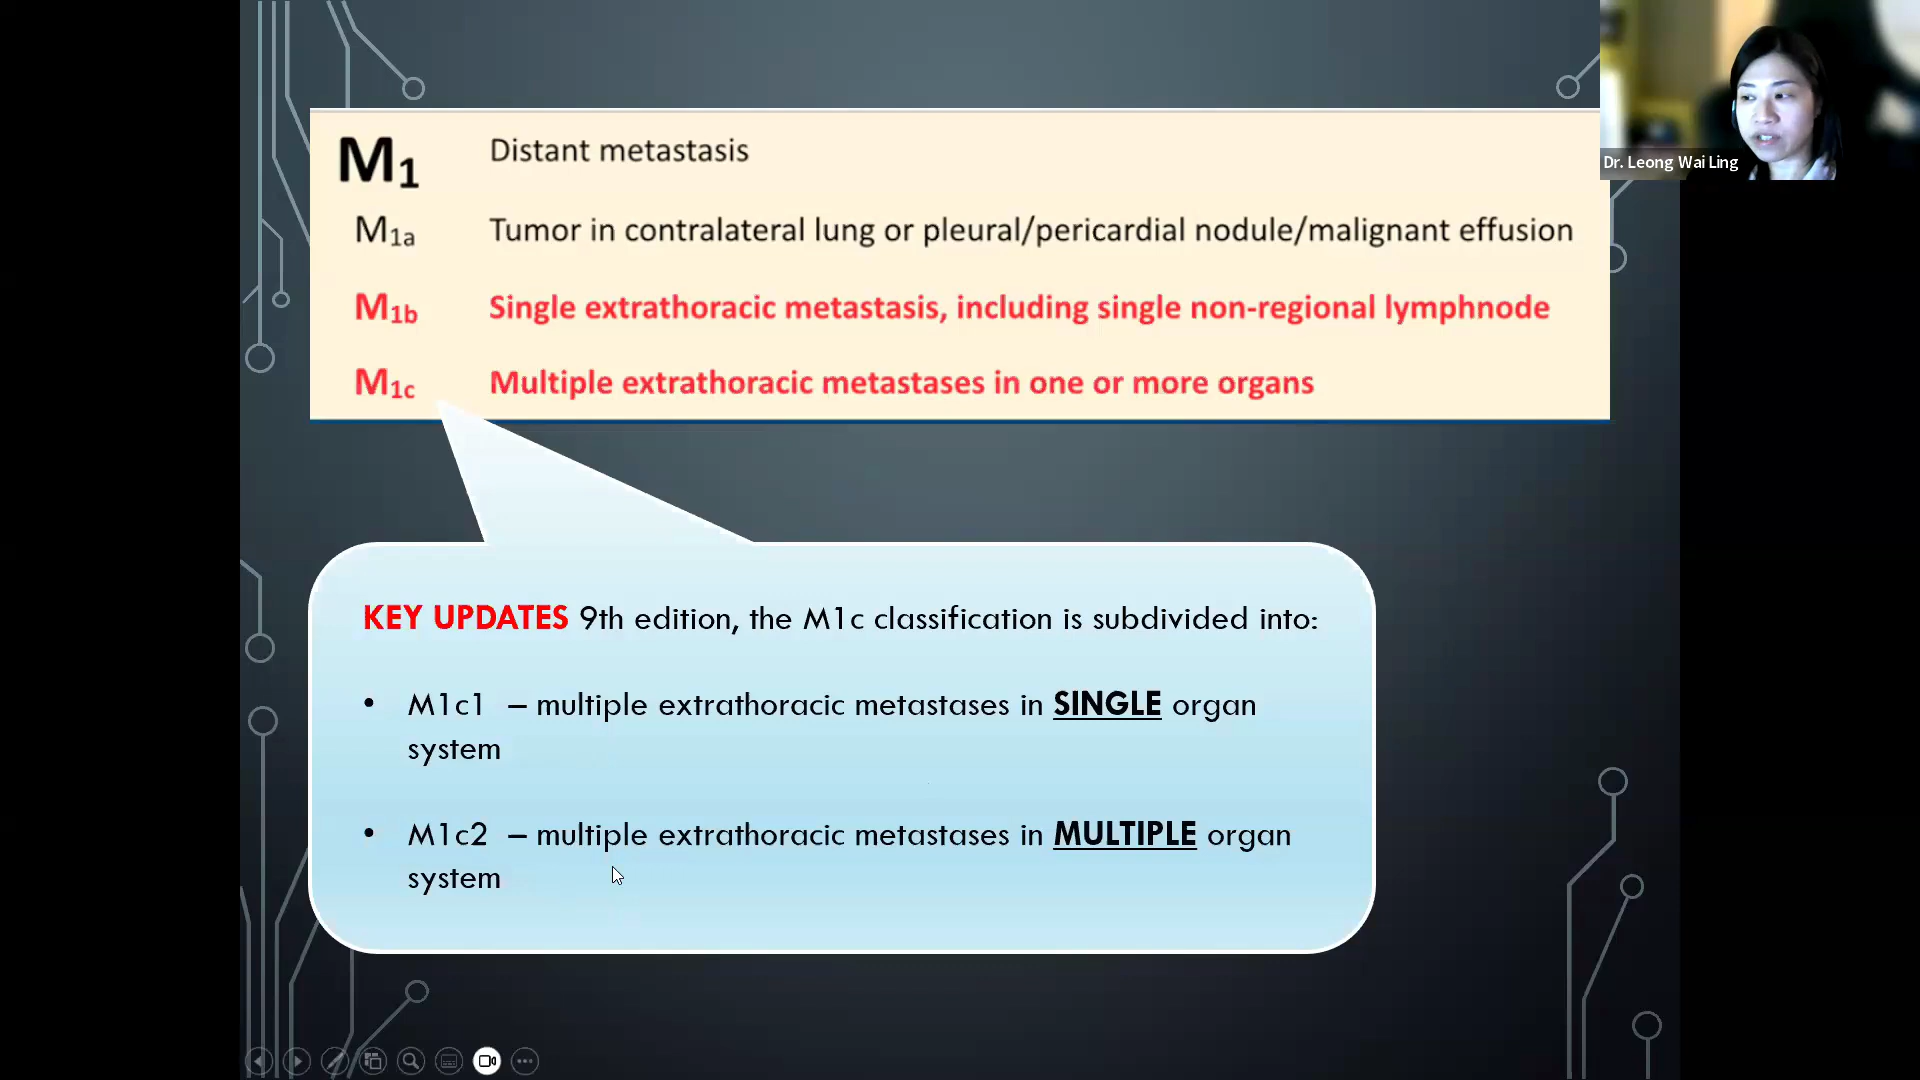 M1 Distant metastasis
M1a Tumor in contralateral lung or pleural/pericardial nodule/malignant effusion
M1b Single extrathoracic metastasis, including single non-regional lymphnode
M1c Multiple extrathoracic metastases in one or more organs
Dr. Leong Wai Ling
KEY UPDATES 9th edition, the M1c classification is subdivided into:
• M1c1 – multiple extrathoracic metastases in SINGLE organ
system
• M1c2 – multiple extrathoracic metastases in MULTIPLE organ
system